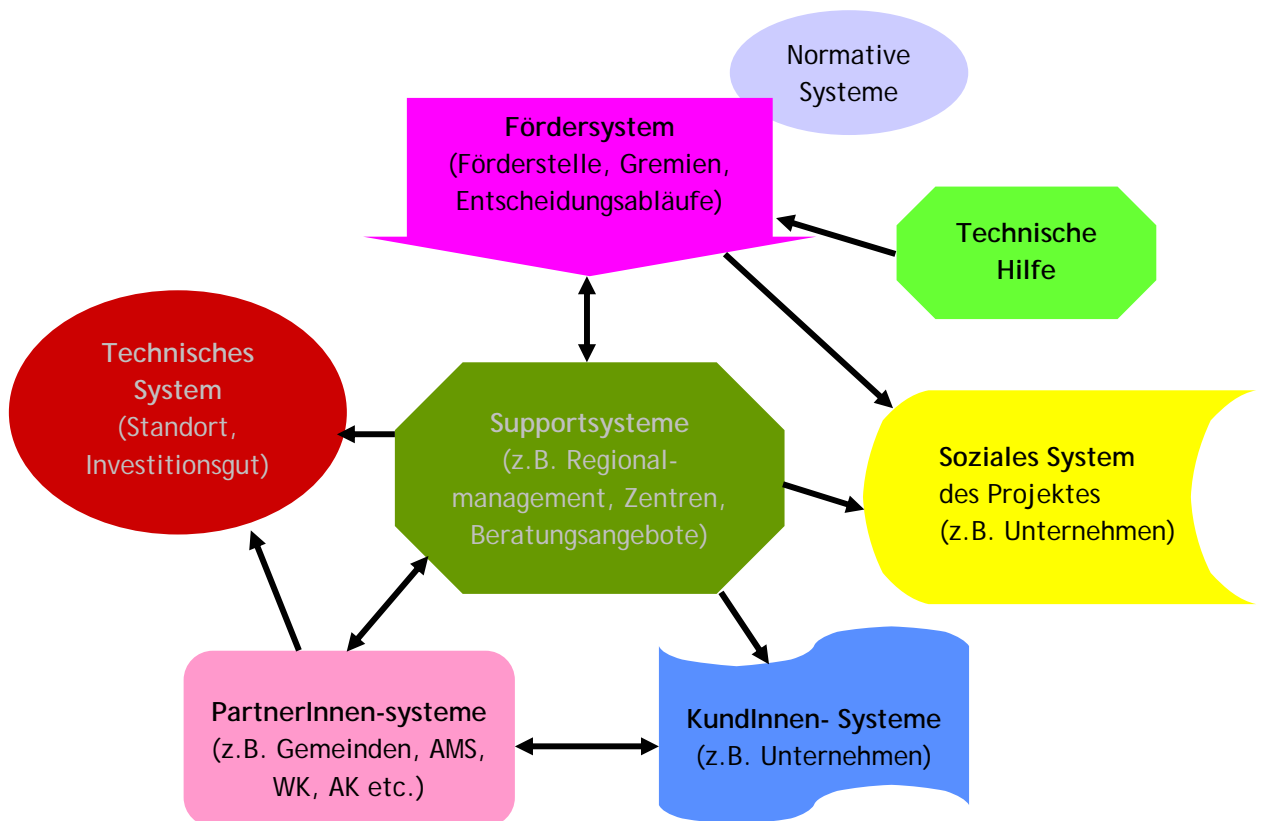 Normative
Systeme
Fördersystem
(Förderstelle, Gremien,
Entscheidungsabläufe)
Technische
Hilfe
Technisches
System
(Standort,
Investitionsgut)
Supportsysteme
(z.B. Regional-
management, Zentren,
Beratungsangebote)
Soziales System
des Projektes
(z.B. Unternehmen)
PartnerInnen-systeme
(z.B. Gemeinden, AMS,
WK, AK etc.)
KundInnen- Systeme
(z.B. Unternehmen)